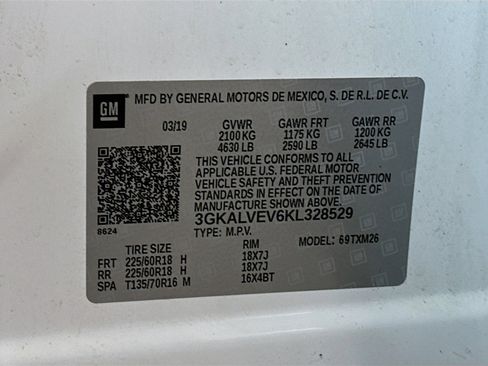 GM MFD BY GENERAL MOTORS DE MEXICO, S. DE R.L. DE C.V.
03/19 GVWR GAWR FRT GAWR RR
2100 KG 1175 KG 1200 KG
4630 LB 2590 LB 2645 LB
THIS VEHICLE CONFORMS TO ALL
APPLICABLE U.S. FEDERAL MOTOR
VEHICLE SAFETY AND THEFT PREVENTION
STANDARDS IN EFFECT ON THE DATE
OF MANUFACTURE SHOWN ABOVE.
3GKALVEV6KL328529
8624 TYPE: M.P.V. MODEL: 69TXM26
TIRE SIZE RIM
FRT 225/60R18 H 18X7J
RR 225/60R18 H 18X7J
SPA T135/70R16 M 16X4BT